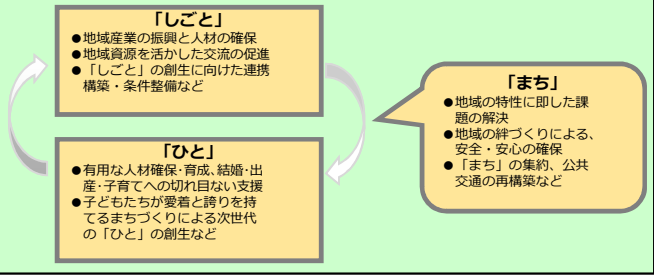 「しごと」
●地域産業の振興と人材の確保
●地域資源を活かした交流の促進
●「しごと」の創生に向けた連携
構築・条件整備など
「ひと」
●有用な人材確保・育成、結婚・出
産・子育てへの切れ目ない支援
●子どもたちが愛着と誇りを持
てるまちづくりによる次世代
の「ひと」の創生など
「まち」
●地域の特性に即した課
題の解決
●地域の絆づくりによる、
安全・安心の確保
●「まち」の集約、公共
交通の再構築など